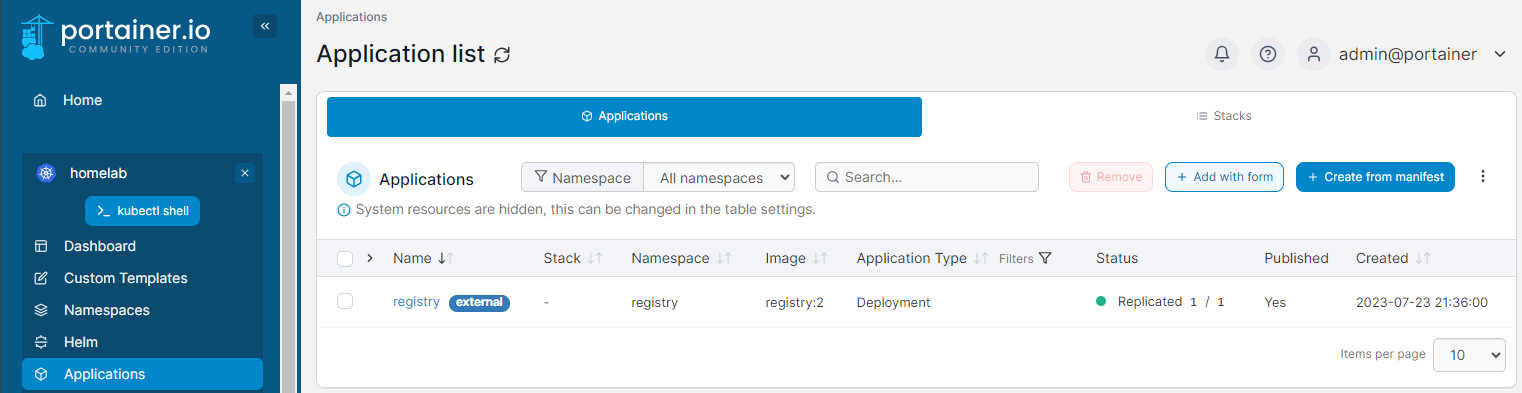 portainer.io
COMMUNITY EDITION
Home
homelab
kubectl shell
Dashboard
Custom Templates
Namespaces
Helm
Applications
Applications
Application list
admin@portainer
Applications
Stacks
Applications
Namespace
All namespaces
Search...
Remove
+ Add with form
+ Create from manifest
System resources are hidden, this can be changed in the table settings.
Name Stack Namespace Image Application Type Filters Status Published Created
registry external - registry registry:2 Deployment Replicated 1 / 1 Yes 2023-07-23 21:36:00
Items per page 10